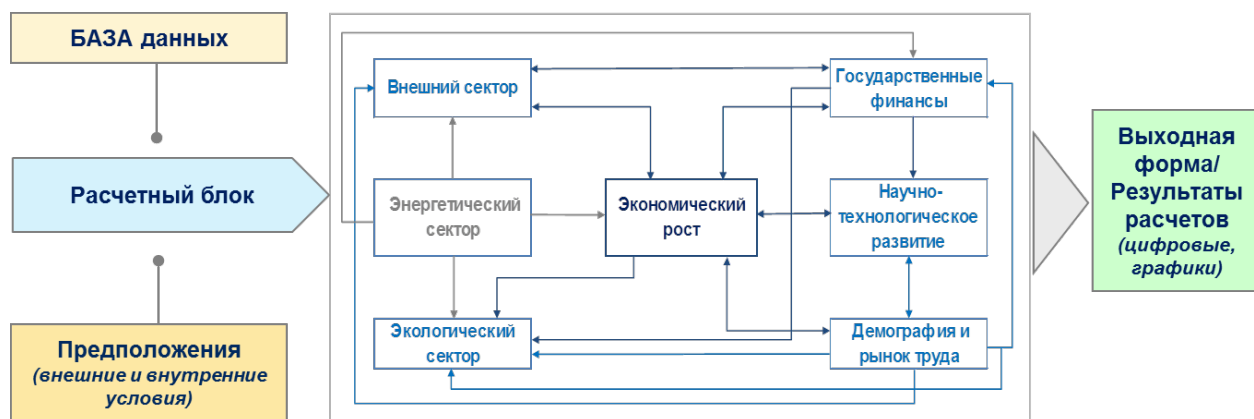 БАЗА данных
Расчетный блок
Предположения
(внешние и внутренние
условия)
Внешний сектор
Государственные
финансы
Энергетический
сектор
Экономический
рост
Научно-
технологическое
развитие
Экологический
сектор
Демография и
рынок труда
Выходная
форма/
Результаты
расчетов
(цифровые,
графики)